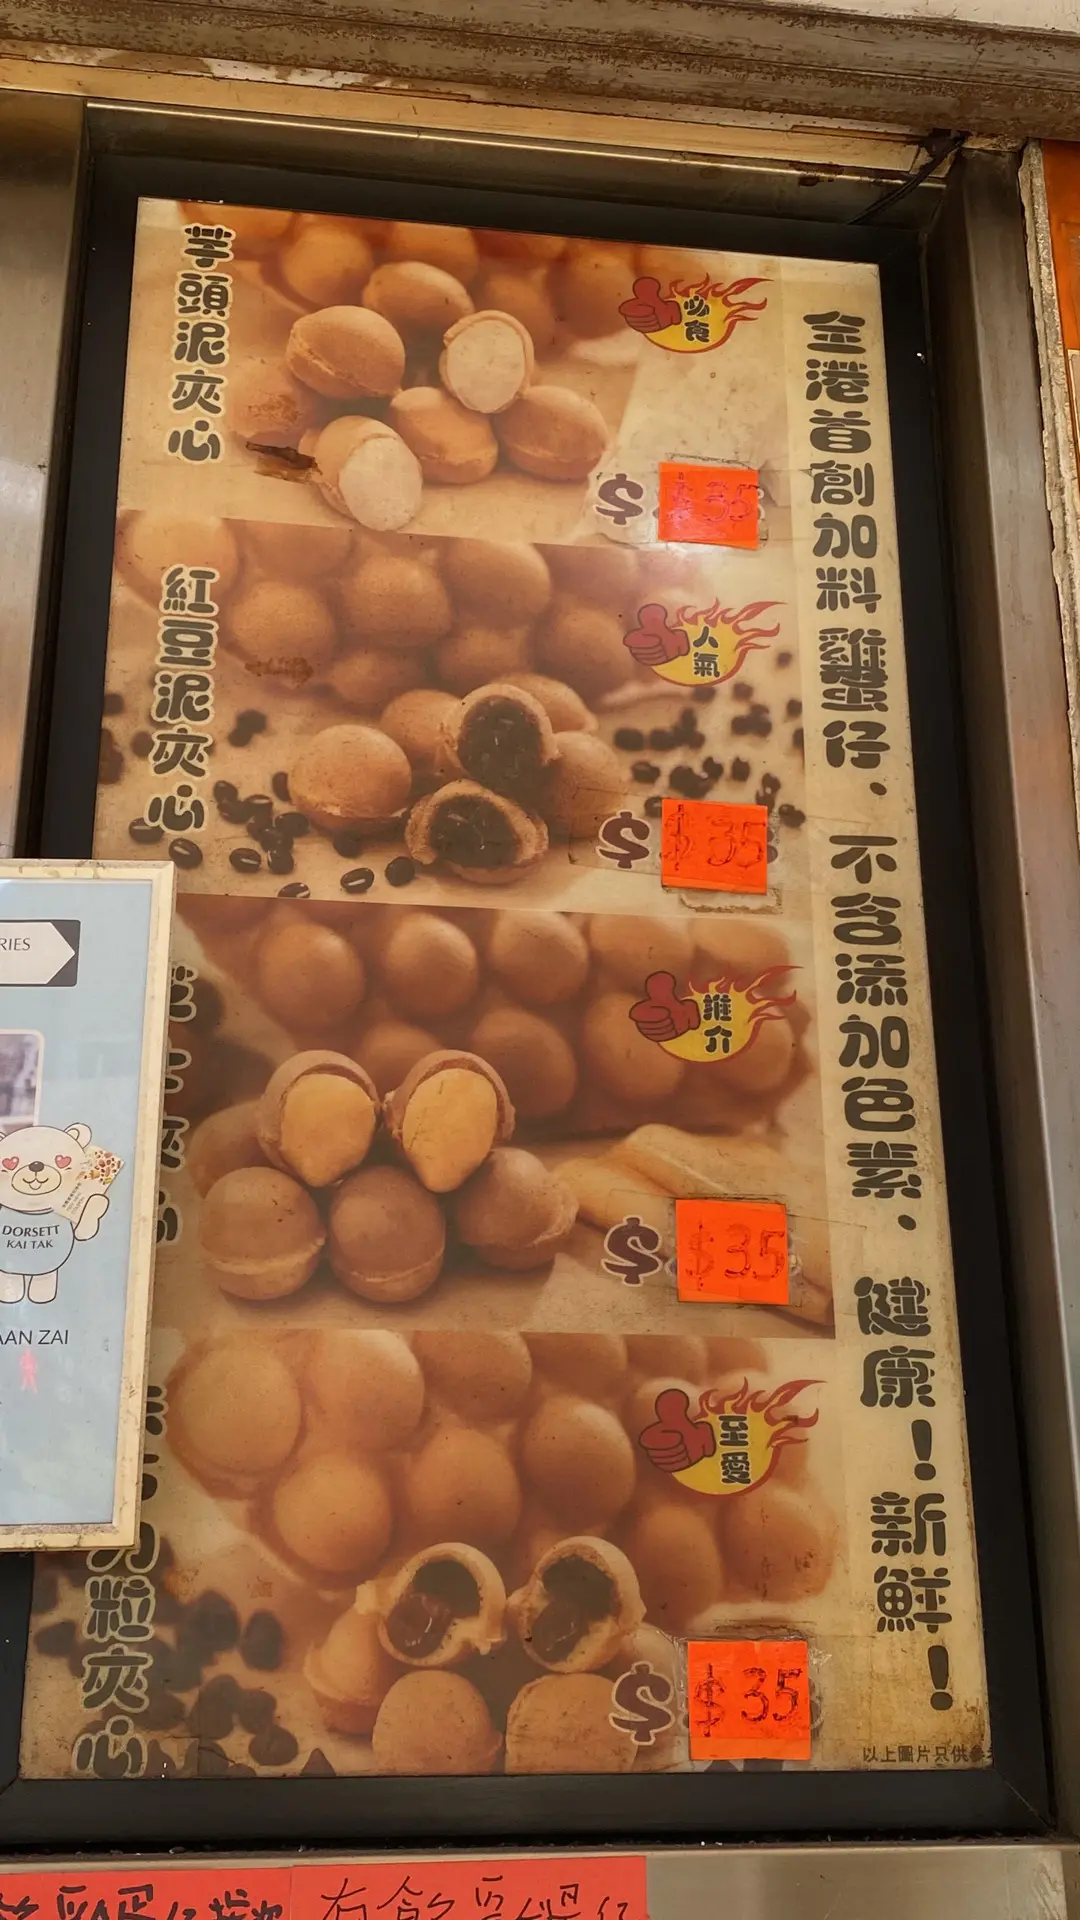 芋頭泥夾心
必食
$ $35
紅豆泥夾心
人氣
$ $35
推介
$ $35
力粒夾心
至愛
$ $35
全港首創加料雞蛋仔．不含添加色素．健康！新鮮！
以上圖片只供參考
RIES
DORSETT
KAI TAK
AAN ZAI